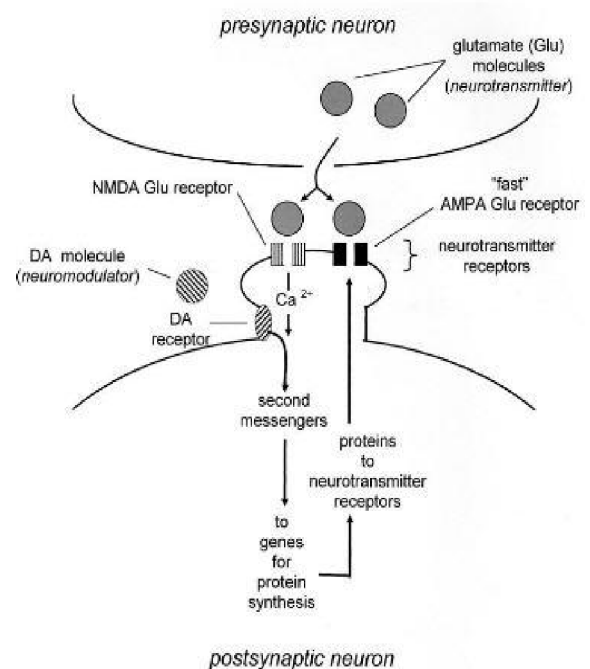 presynaptic neuron
glutamate (Glu)
molecules
(neurotransmitter)
NMDA Glu receptor
"fast"
AMPA Glu receptor
neurotransmitter
receptors
DA molecule
(neuromodulator)
Ca 2+
DA
receptor
second
messengers
proteins
to
neurotransmitter
receptors
to
genes
for
protein
synthesis
postsynaptic neuron